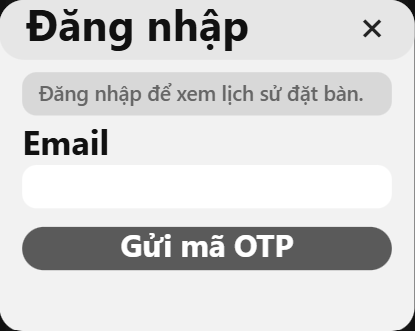 Đăng nhập
Đăng nhập để xem lịch sử đặt bàn.
Email
Gửi mã OTP